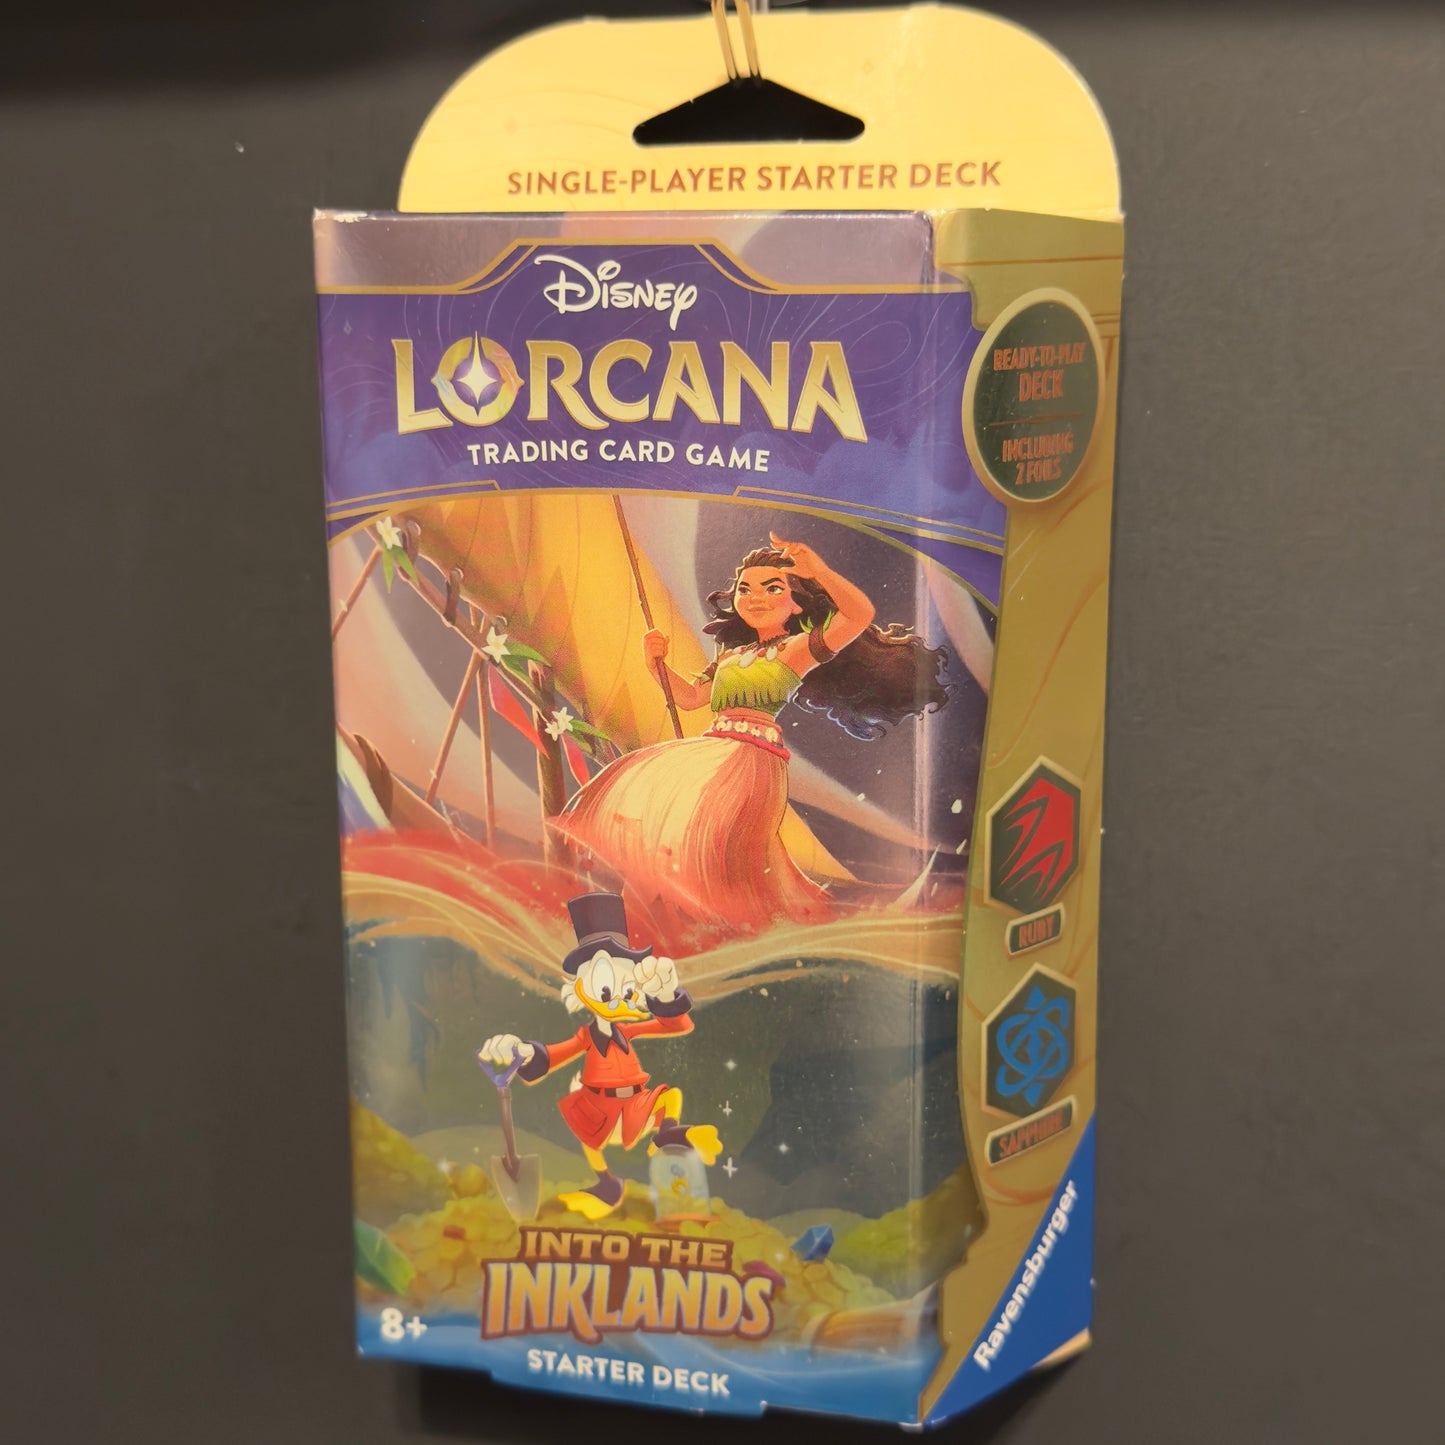 SINGLE-PLAYER STARTER DECK
Disney
LORCANA
TRADING CARD GAME
READY-TO-PLAY
DECK
INCLUDING
2 FOILS
RUBY
SAPPHIRE
INTO THE
INKLANDS
8+
STARTER DECK
Ravensburger